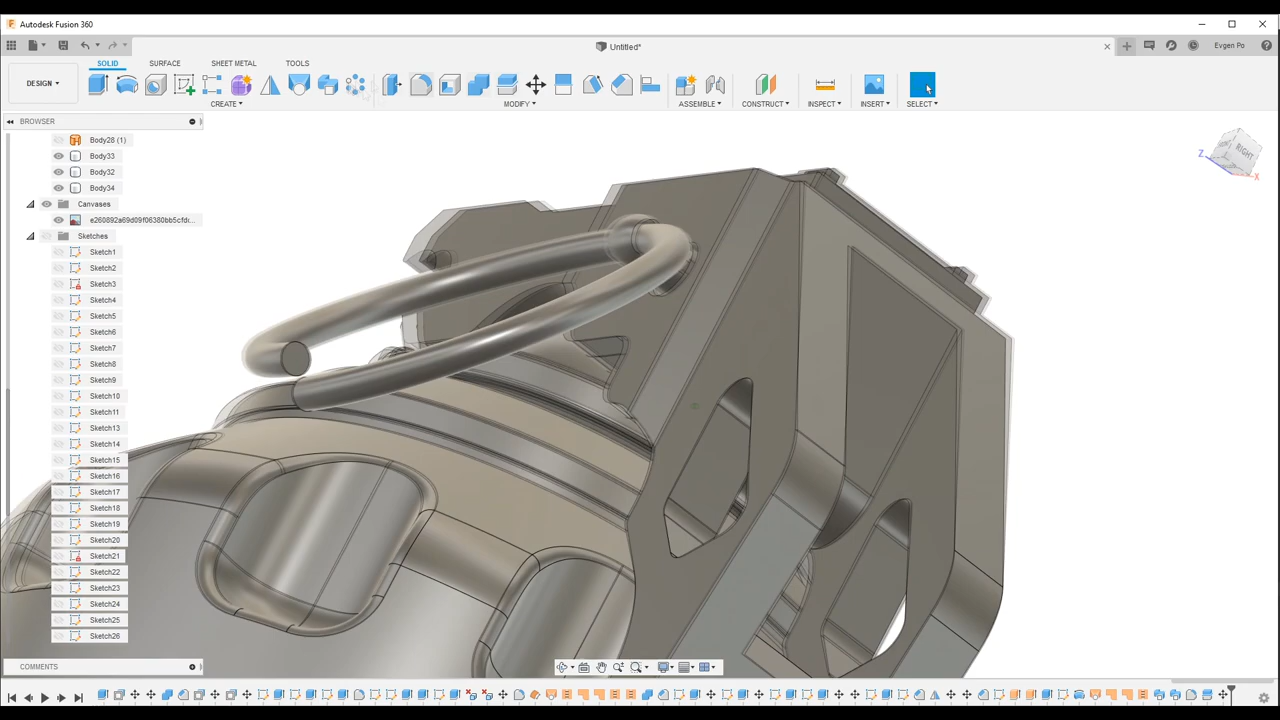 Autodesk Fusion 360
Untitled*
Evgen Po
DESIGN
SOLID SURFACE SHEET METAL TOOLS
CREATE MODIFY ASSEMBLE CONSTRUCT INSPECT INSERT SELECT
BROWSER
Body28 (1)
Body33
Body32
Body34
Canvases
e260892a69d09f06380bb5cfd...
Sketches
Sketch1
Sketch2
Sketch3
Sketch4
Sketch5
Sketch6
Sketch7
Sketch8
Sketch9
Sketch10
Sketch11
Sketch13
Sketch14
Sketch15
Sketch16
Sketch17
Sketch18
Sketch19
Sketch20
Sketch21
Sketch22
Sketch23
Sketch24
Sketch25
Sketch26
COMMENTS
Z
RIGHT
X